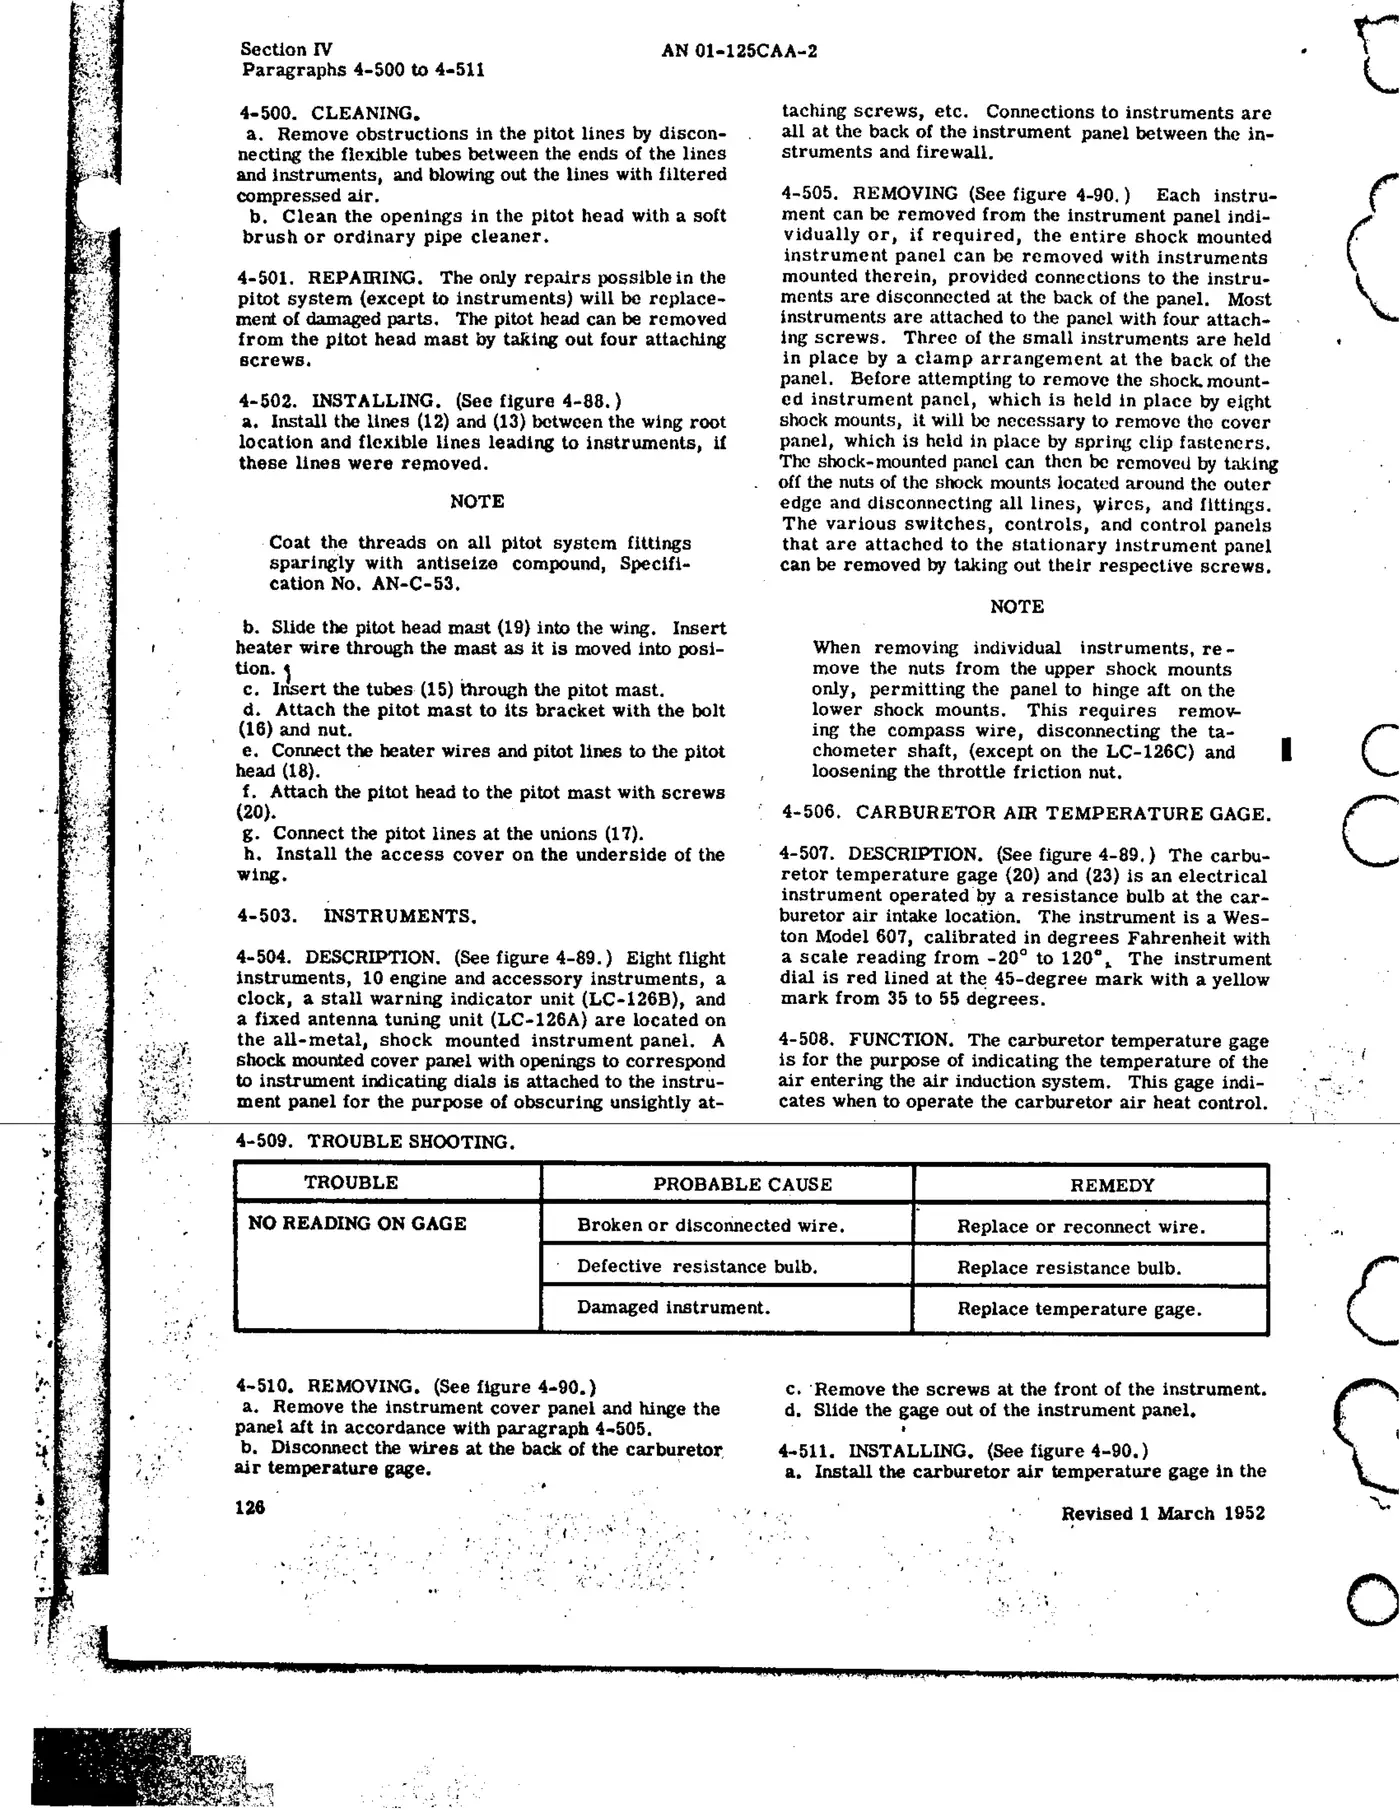 Section IV
AN 01-125CAA-2
Paragraphs 4-500 to 4-511
4-500. CLEANING.
a. Remove obstructions in the pitot lines by discon-
necting the flexible tubes between the ends of the lines
and instruments, and blowing out the lines with filtered
compressed air.
b. Clean the openings in the pitot head with a soft
brush or ordinary pipe cleaner.
4-501. REPAIRING. The only repairs possible in the
pitot system (except to instruments) will be replace-
ment of damaged parts. The pitot head can be removed
from the pitot head mast by taking out four attaching
screws.
4-502. INSTALLING. (See figure 4-88.)
a. Install the lines (12) and (13) between the wing root
location and flexible lines leading to instruments, if
these lines were removed.
NOTE
Coat the threads on all pitot system fittings
sparingly with antiseize compound, Specifi-
cation No. AN-C-53.
b. Slide the pitot head mast (19) into the wing. Insert
heater wire through the mast as it is moved into posi-
tion.
c. Insert the tubes (15) through the pitot mast.
d. Attach the pitot mast to its bracket with the bolt
(16) and nut.
e. Connect the heater wires and pitot lines to the pitot
head (18).
f. Attach the pitot head to the pitot mast with screws
(20).
g. Connect the pitot lines at the unions (17).
h. Install the access cover on the underside of the
wing.
4-503. INSTRUMENTS.
4-504. DESCRIPTION. (See figure 4-89.) Eight flight
instruments, 10 engine and accessory instruments, a
clock, a stall warning indicator unit (LC-126B), and
a fixed antenna tuning unit (LC-126A) are located on
the all-metal, shock mounted instrument panel. A
shock mounted cover panel with openings to correspond
to instrument indicating dials is attached to the instru-
ment panel for the purpose of obscuring unsightly at-
taching screws, etc. Connections to instruments are
all at the back of the instrument panel between the in-
struments and firewall.
4-505. REMOVING (See figure 4-90.) Each instru-
ment can be removed from the instrument panel indi-
vidually or, if required, the entire shock mounted
instrument panel can be removed with instruments
mounted therein, provided connections to the instru-
ments are disconnected at the back of the panel. Most
instruments are attached to the panel with four attach-
ing screws. Three of the small instruments are held
in place by a clamp arrangement at the back of the
panel. Before attempting to remove the shock mount-
ed instrument panel, which is held in place by eight
shock mounts, it will be necessary to remove the cover
panel, which is held in place by spring clip fasteners.
The shock-mounted panel can then be removed by taking
off the nuts of the shock mounts located around the outer
edge and disconnecting all lines, wires, and fittings.
The various switches, controls, and control panels
that are attached to the stationary instrument panel
can be removed by taking out their respective screws.
NOTE
When removing individual instruments, re-
move the nuts from the upper shock mounts
only, permitting the panel to hinge aft on the
lower shock mounts. This requires remov-
ing the compass wire, disconnecting the ta-
chometer shaft, (except on the LC-126C) and
loosening the throttle friction nut.
4-506. CARBURETOR AIR TEMPERATURE GAGE.
4-507. DESCRIPTION. (See figure 4-89.) The carbu-
retor temperature gage (20) and (23) is an electrical
instrument operated by a resistance bulb at the car-
buretor air intake location. The instrument is a Wes-
ton Model 607, calibrated in degrees Fahrenheit with
a scale reading from -20° to 120°. The instrument
dial is red lined at the 45-degree mark with a yellow
mark from 35 to 55 degrees.
4-508. FUNCTION. The carburetor temperature gage
is for the purpose of indicating the temperature of the
air entering the air induction system. This gage indi-
cates when to operate the carburetor air heat control.
4-509. TROUBLE SHOOTING.
TROUBLE PROBABLE CAUSE REMEDY
NO READING ON GAGE Broken or disconnected wire. Replace or reconnect wire.
Defective resistance bulb. Replace resistance bulb.
Damaged instrument. Replace temperature gage.
4-510. REMOVING. (See figure 4-90.)
a. Remove the instrument cover panel and hinge the
panel aft in accordance with paragraph 4-505.
b. Disconnect the wires at the back of the carburetor
air temperature gage.
c. Remove the screws at the front of the instrument.
d. Slide the gage out of the instrument panel.
4-511. INSTALLING. (See figure 4-90.)
a. Install the carburetor air temperature gage in the
126
Revised 1 March 1952